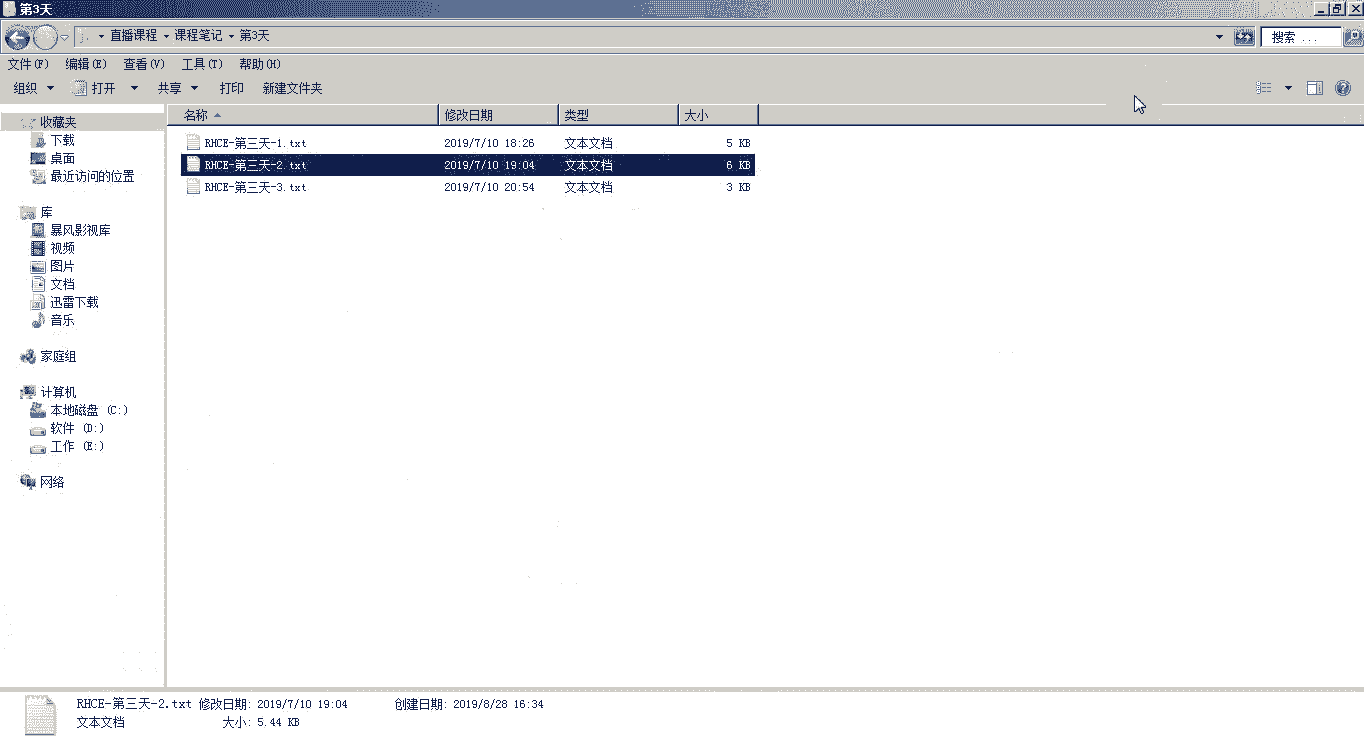 第3天
直播课程 课程笔记 第3天
搜索 ...
文件(F) 编辑(E) 查看(V) 工具(T) 帮助(H)
组织 打开 共享 打印 新建文件夹
收藏夹
下载
桌面
最近访问的位置
库
暴风影视库
视频
图片
文档
迅雷下载
音乐
家庭组
计算机
本地磁盘 (C:)
软件 (D:)
工作 (E:)
网络
名称 修改日期 类型 大小
RHCE-第三天-1.txt 2019/7/10 18:26 文本文档 5 KB
RHCE-第三天-2.txt 2019/7/10 19:04 文本文档 6 KB
RHCE-第三天-3.txt 2019/7/10 20:54 文本文档 3 KB
RHCE-第三天-2.txt 修改日期: 2019/7/10 19:04 创建日期: 2019/8/28 16:34
文本文档 大小: 5.44 KB